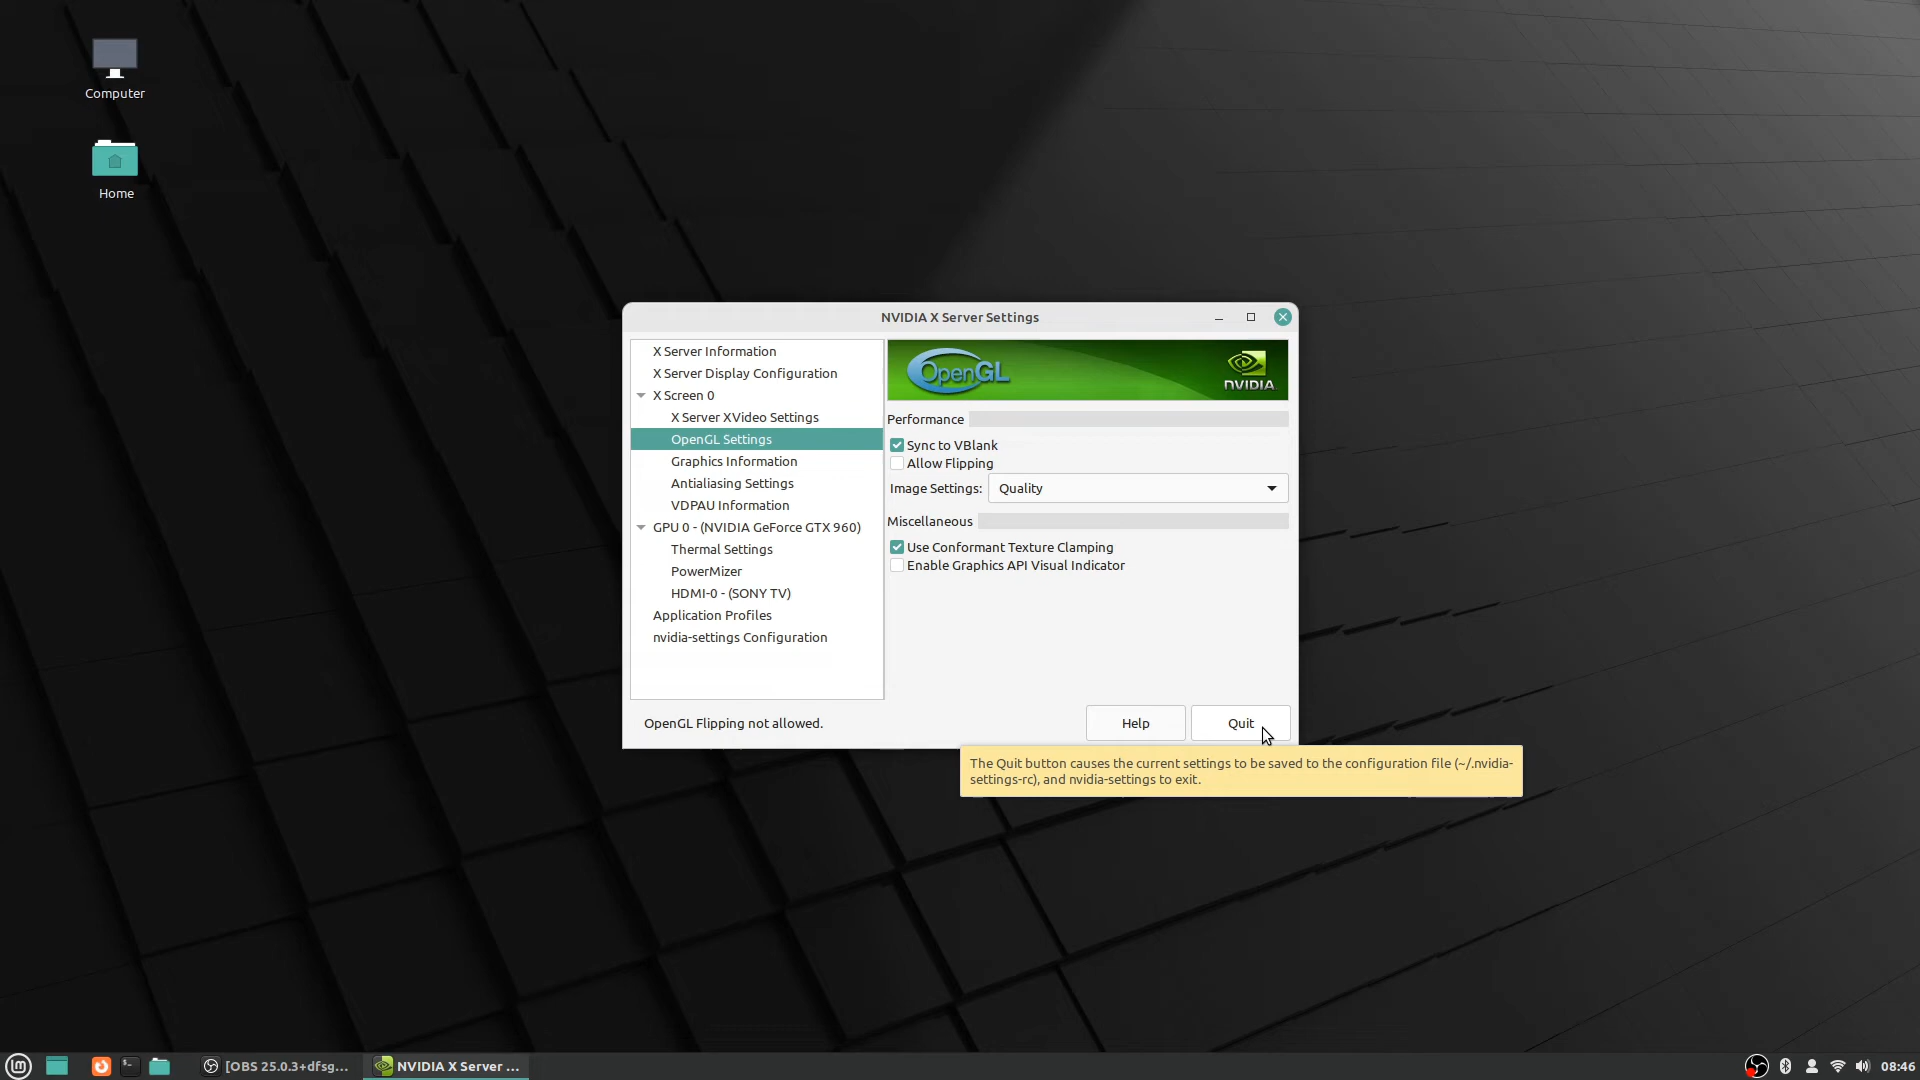 Computer
Home
NVIDIA X Server Settings
X Server Information
X Server Display Configuration
X Screen 0
X Server XVideo Settings
OpenGL Settings
Graphics Information
Antialiasing Settings
VDPAU Information
GPU 0 - (NVIDIA GeForce GTX 960)
Thermal Settings
PowerMizer
HDMI-0 - (SONY TV)
Application Profiles
nvidia-settings Configuration
OpenGL
NVIDIA.
Performance
Sync to VBlank
Allow Flipping
Image Settings: Quality
Miscellaneous
Use Conformant Texture Clamping
Enable Graphics API Visual Indicator
OpenGL Flipping not allowed.
Help
Quit
The Quit button causes the current settings to be saved to the configuration file (~/.nvidia-
settings-rc), and nvidia-settings to exit.
[OBS 25.0.3+dfsg...
NVIDIA X Server ...
08:46